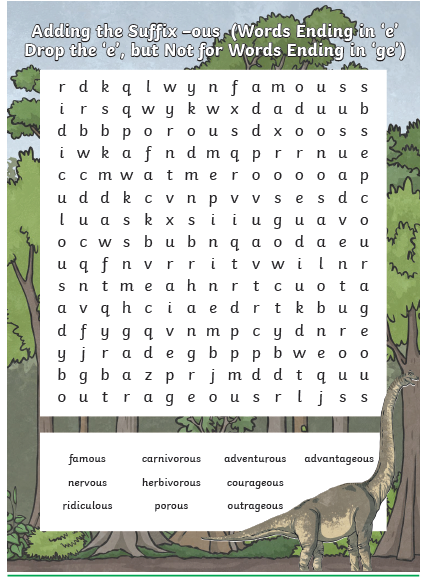 Adding the Suffix –ous (Words Ending in ‘e’
Drop the ‘e’, but Not for Words Ending in ‘ge’)
r d k q l w y n f a m o u s s
i r s q w y k w x d a d u u b
d b b p o r o u s d x o o s s
i w k a f n d m q p r r n u e
c c m w a t m e r o o o o a p
u d d k c v n p v v s e s d c
l u a s k x s i i u g u a v o
o c w s b u b n q a o d a e u
u q f n v r r i t v w i l n r
s n t m e a h n r t c u o t a
a v q h c i a e d r t k b u g
d f y g q v n m p c y d n r e
y j r a d e g b p p b w e o o
b g b a z p r j m d d t q u u
o u t r a g e o u s r l j s s
famous carnivorous adventurous advantageous
nervous herbivorous courageous
ridiculous porous outrageous